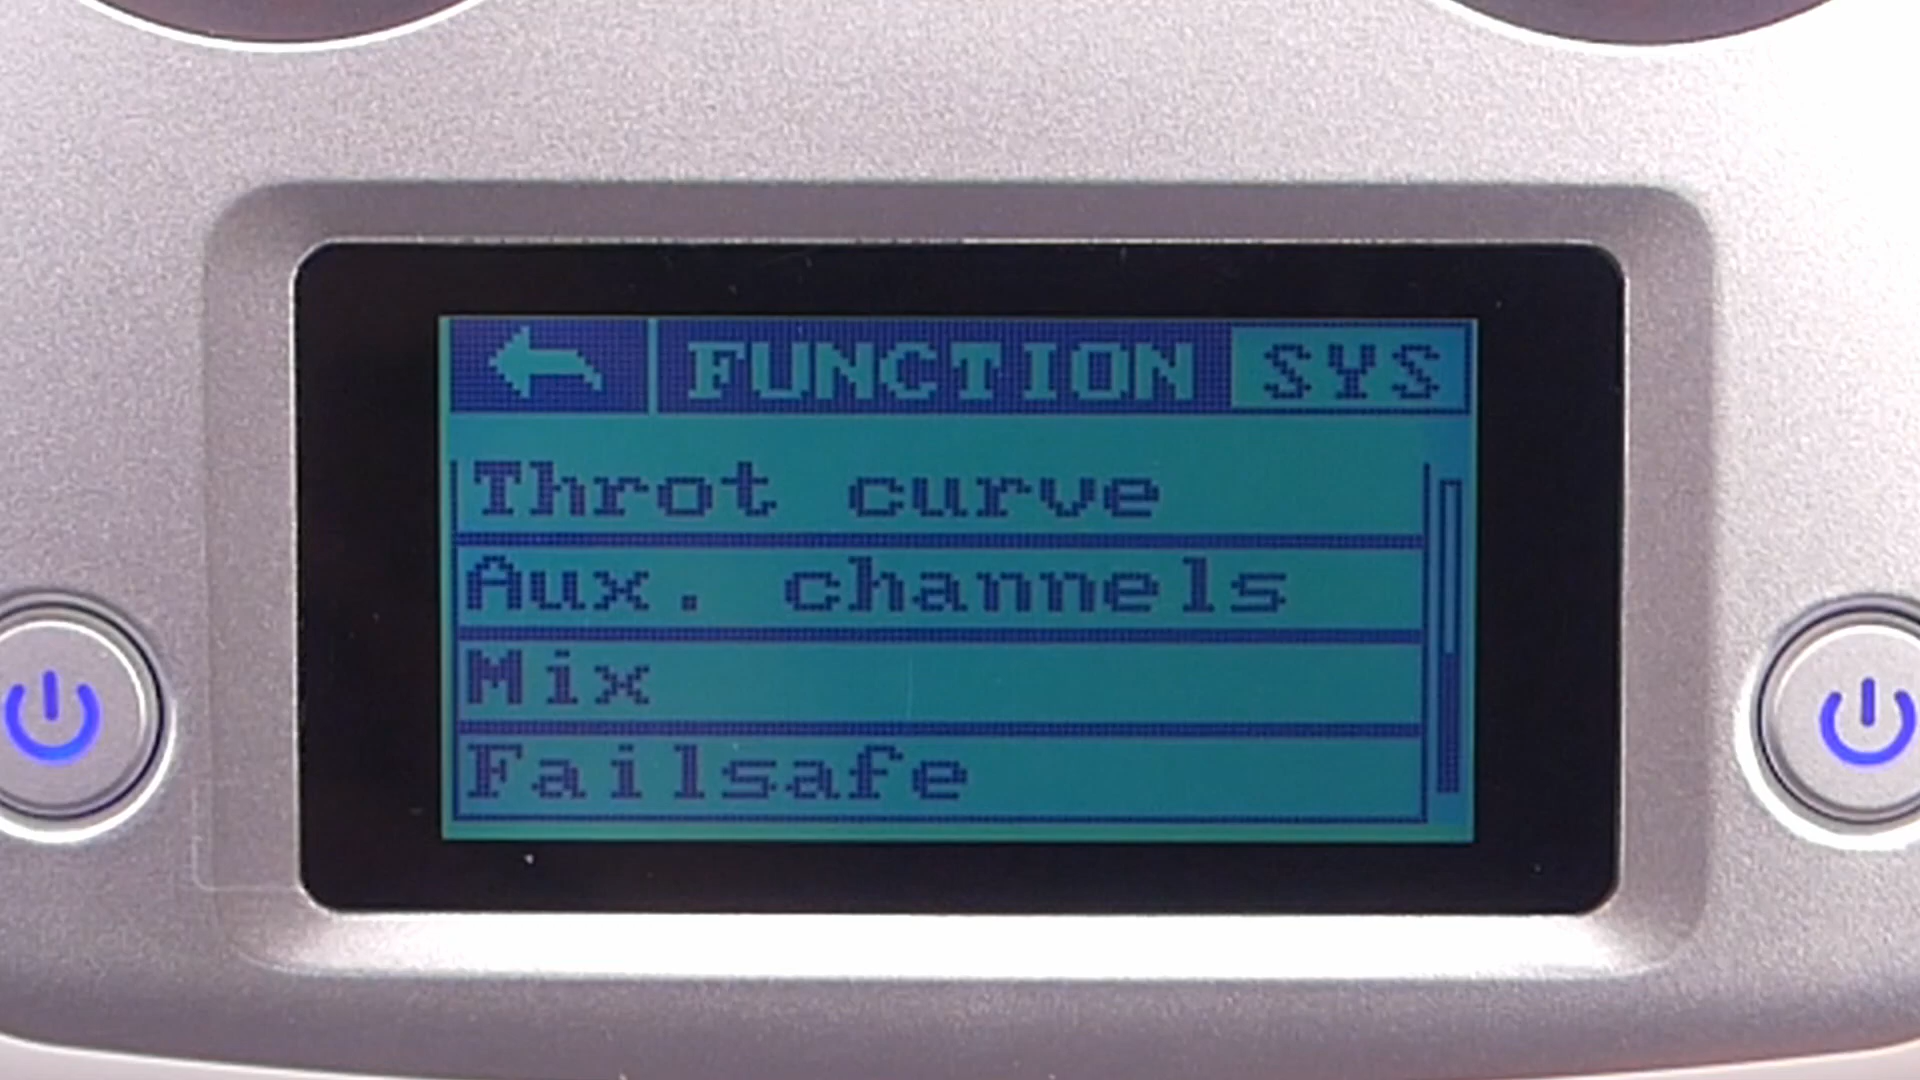 FUNCTION SYS
Throt curve
Aux. channels
Mix
Failsafe